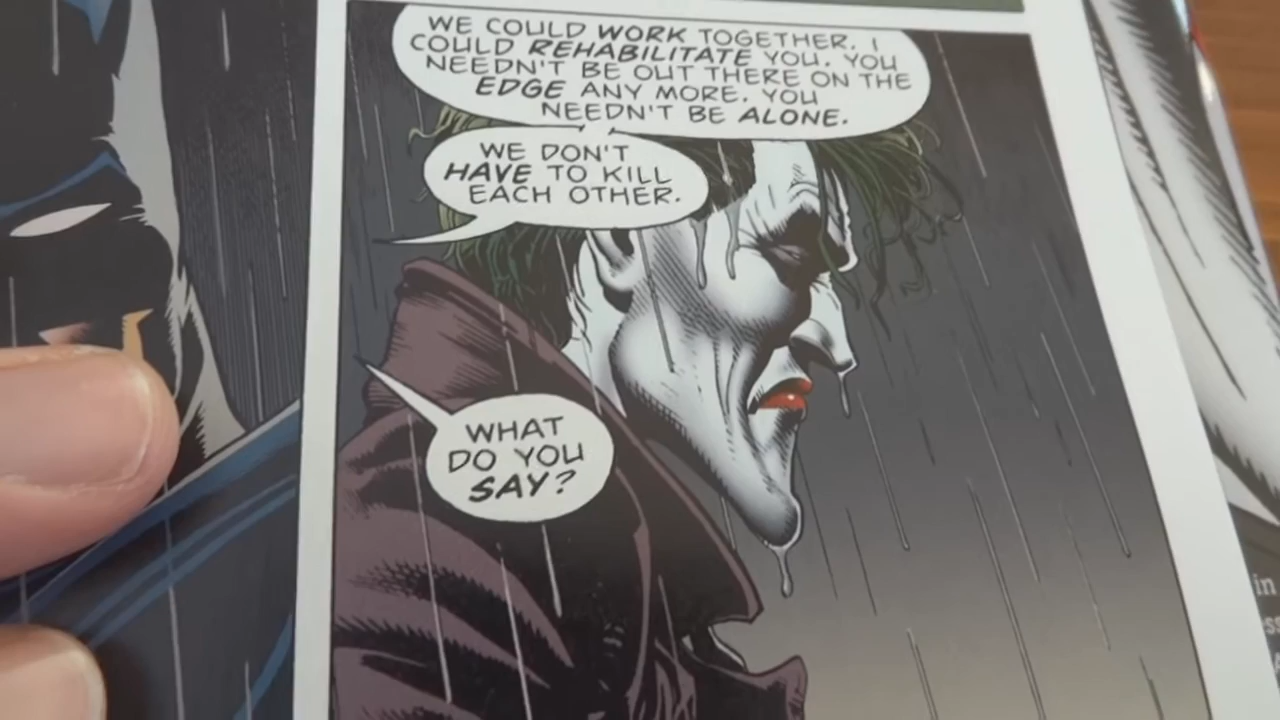 WE COULD WORK TOGETHER. I
COULD REHABILITATE YOU. YOU
NEEDN'T BE OUT THERE ON THE
EDGE ANY MORE. YOU
NEEDN'T BE ALONE.
WE DON'T
HAVE TO KILL
EACH OTHER.
WHAT
DO YOU
SAY?
in